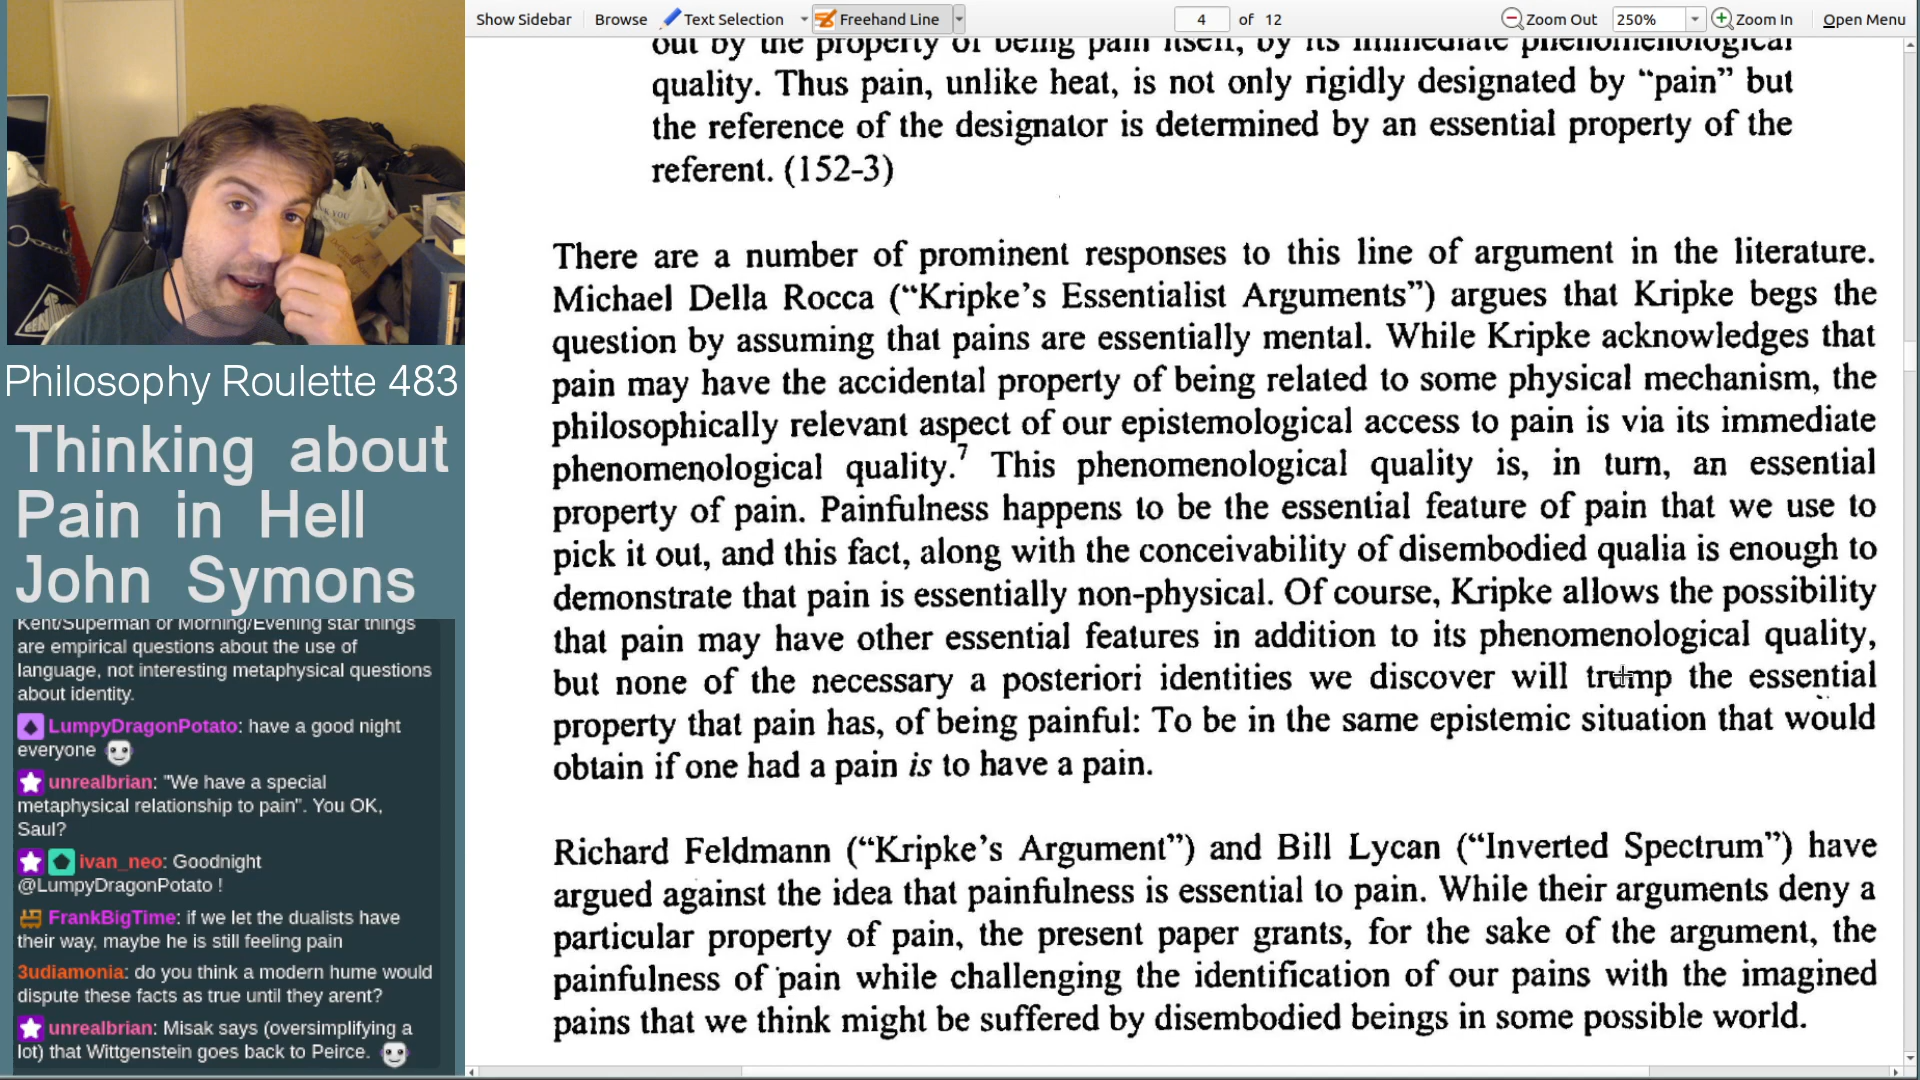 Show Sidebar Browse Text Selection Freehand Line 4 of 12 Zoom Out 250% Zoom In Open Menu
out by the property of being pain itself, by its immediate phenomenological
quality. Thus pain, unlike heat, is not only rigidly designated by “pain” but
the reference of the designator is determined by an essential property of the
referent. (152-3)
There are a number of prominent responses to this line of argument in the literature.
Michael Della Rocca (“Kripke’s Essentialist Arguments”) argues that Kripke begs the
question by assuming that pains are essentially mental. While Kripke acknowledges that
pain may have the accidental property of being related to some physical mechanism, the
philosophically relevant aspect of our epistemological access to pain is via its immediate
phenomenological quality.7 This phenomenological quality is, in turn, an essential
property of pain. Painfulness happens to be the essential feature of pain that we use to
pick it out, and this fact, along with the conceivability of disembodied qualia is enough to
demonstrate that pain is essentially non-physical. Of course, Kripke allows the possibility
that pain may have other essential features in addition to its phenomenological quality,
but none of the necessary a posteriori identities we discover will trump the essential
property that pain has, of being painful: To be in the same epistemic situation that would
obtain if one had a pain is to have a pain.
Richard Feldmann (“Kripke’s Argument”) and Bill Lycan (“Inverted Spectrum”) have
argued against the idea that painfulness is essential to pain. While their arguments deny a
particular property of pain, the present paper grants, for the sake of the argument, the
painfulness of pain while challenging the identification of our pains with the imagined
pains that we think might be suffered by disembodied beings in some possible world.
Philosophy Roulette 483
Thinking about
Pain in Hell
John Symons
Kent/Superman or Morning/Evening star things
are empirical questions about the use of
language, not interesting metaphysical questions
about identity.
LumpyDragonPotato: have a good night
everyone
unrealbrian: "We have a special
metaphysical relationship to pain". You OK,
Saul?
ivan_neo: Goodnight
@LumpyDragonPotato !
FrankBigTime: if we let the dualists have
their way, maybe he is still feeling pain
3udiamonia: do you think a modern hume would
dispute these facts as true until they arent?
unrealbrian: Misak says (oversimplifying a
lot) that Wittgenstein goes back to Peirce.